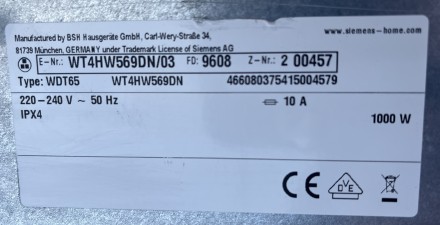 Manufactured by BSH Hausgeräte GmbH, Carl-Wery-Straße 34,
81739 München, GERMANY under Trademark License of Siemens AG
www.siemens-home.com
E-Nr.: WT4HW569DN/03 FD: 9608 Z-Nr.: 2 00457
Type: WDT65 WT4HW569DN 466080375415004579
220-240 V ~ 50 Hz 10 A
IPX4 1000 W
CE DVE